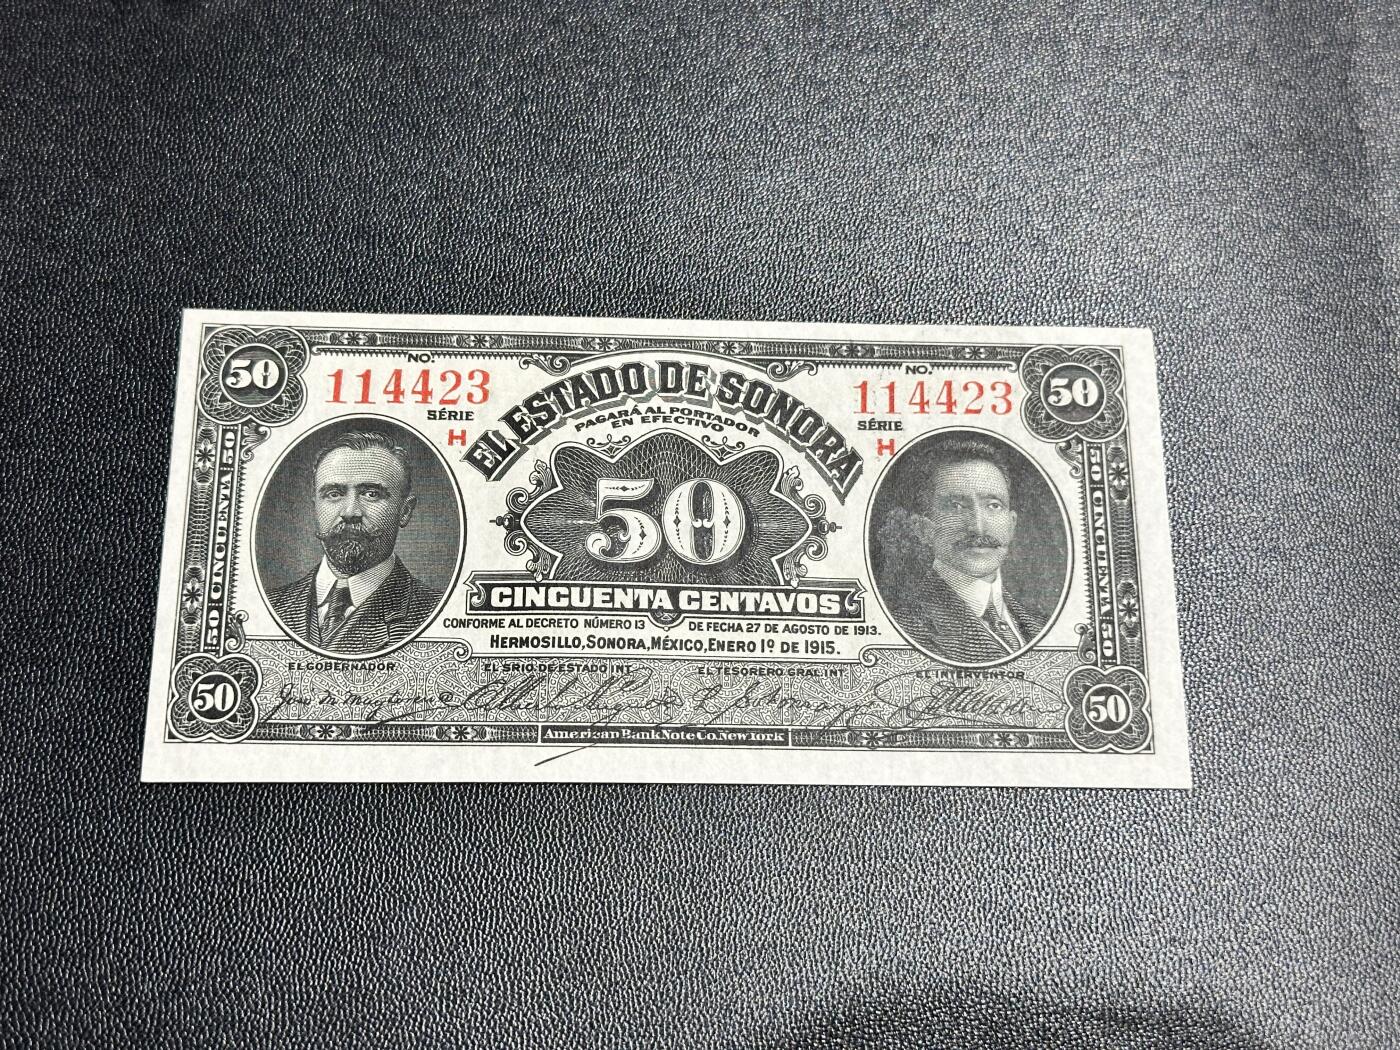 50
NO.
114423
SÉRIE
H
EL ESTADO DE SONORA
PAGARÁ AL PORTADOR
EN EFECTIVO
NO.
114423
SÉRIE
H
50
50 CINCUENTA 50
50
50 CINCUENTA 50
CINCUENTA CENTAVOS
CONFORME AL DECRETO NÚMERO 13 DE FECHA 27 DE AGOSTO DE 1913.
HERMOSILLO, SONORA, MÉXICO, ENERO 1º DE 1915.
EL GOBERNADOR
EL SRIO. DE ESTADO INT.
EL TESORERO GRAL. INT.
EL INTERVENTOR
50
José M. Maytorena
50
American Bank Note Co. New York